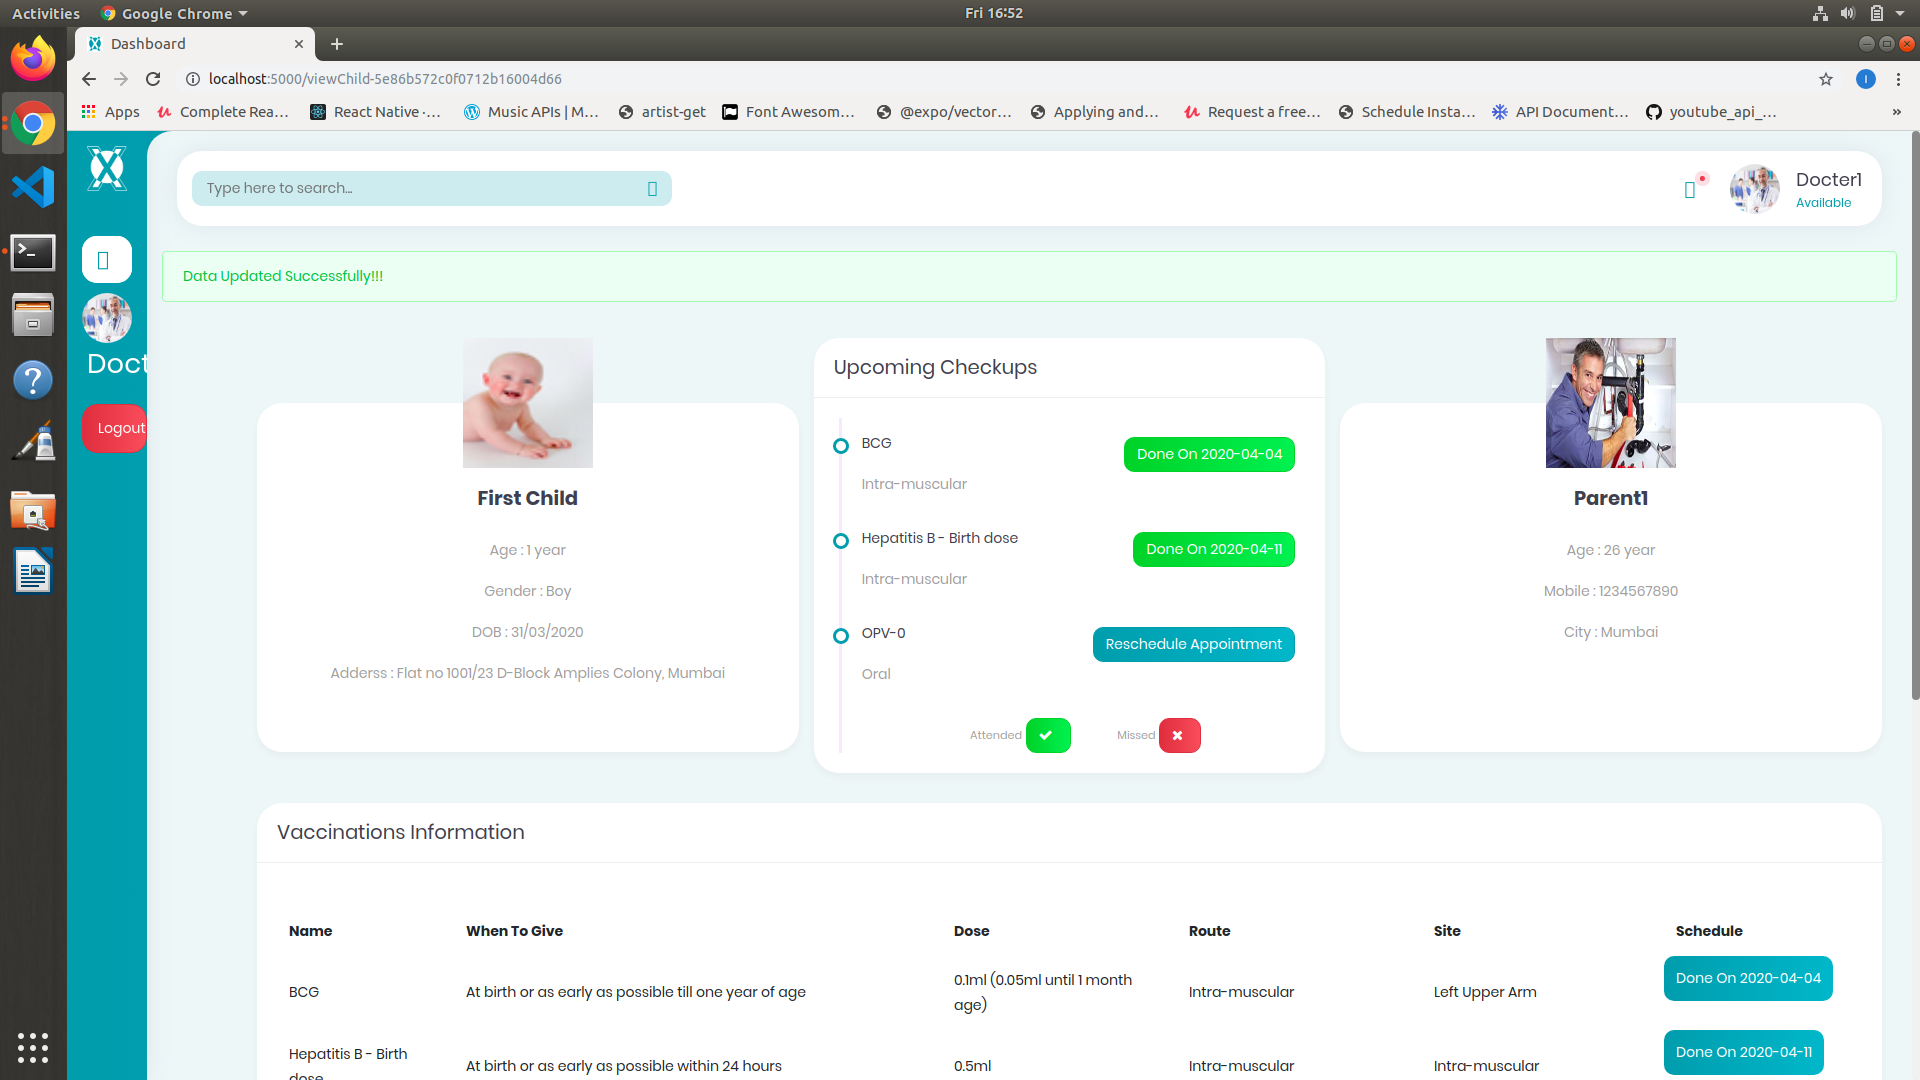 Activities
Google Chrome
Fri 16:52
Dashboard
localhost:5000/viewChild-5e86b572c0f0712b16004d66
Apps
Complete Rea...
React Native ·...
Music APIs | M...
artist-get
Font Awesom...
@expo/vector...
Applying and...
Request a free...
Schedule Insta...
API Document...
youtube_api_...
»
Type here to search...
Docter1
Available
Data Updated Successfully!!!
Doct
Logout
First Child
Age : 1 year
Gender : Boy
DOB : 31/03/2020
Adderss : Flat no 1001/23 D-Block Amplies Colony, Mumbai
Upcoming Checkups
BCG
Done On 2020-04-04
Intra-muscular
Hepatitis B - Birth dose
Done On 2020-04-11
Intra-muscular
OPV-0
Reschedule Appointment
Oral
Attended
Missed
Parent1
Age : 26 year
Mobile : 1234567890
City : Mumbai
Vaccinations Information
Name When To Give Dose Route Site Schedule
BCG
At birth or as early as possible till one year of age
0.1ml (0.05ml until 1 month
age)
Intra-muscular
Left Upper Arm
Done On 2020-04-04
Hepatitis B - Birth
dose
At birth or as early as possible within 24 hours
0.5ml
Intra-muscular
Intra-muscular
Done On 2020-04-11